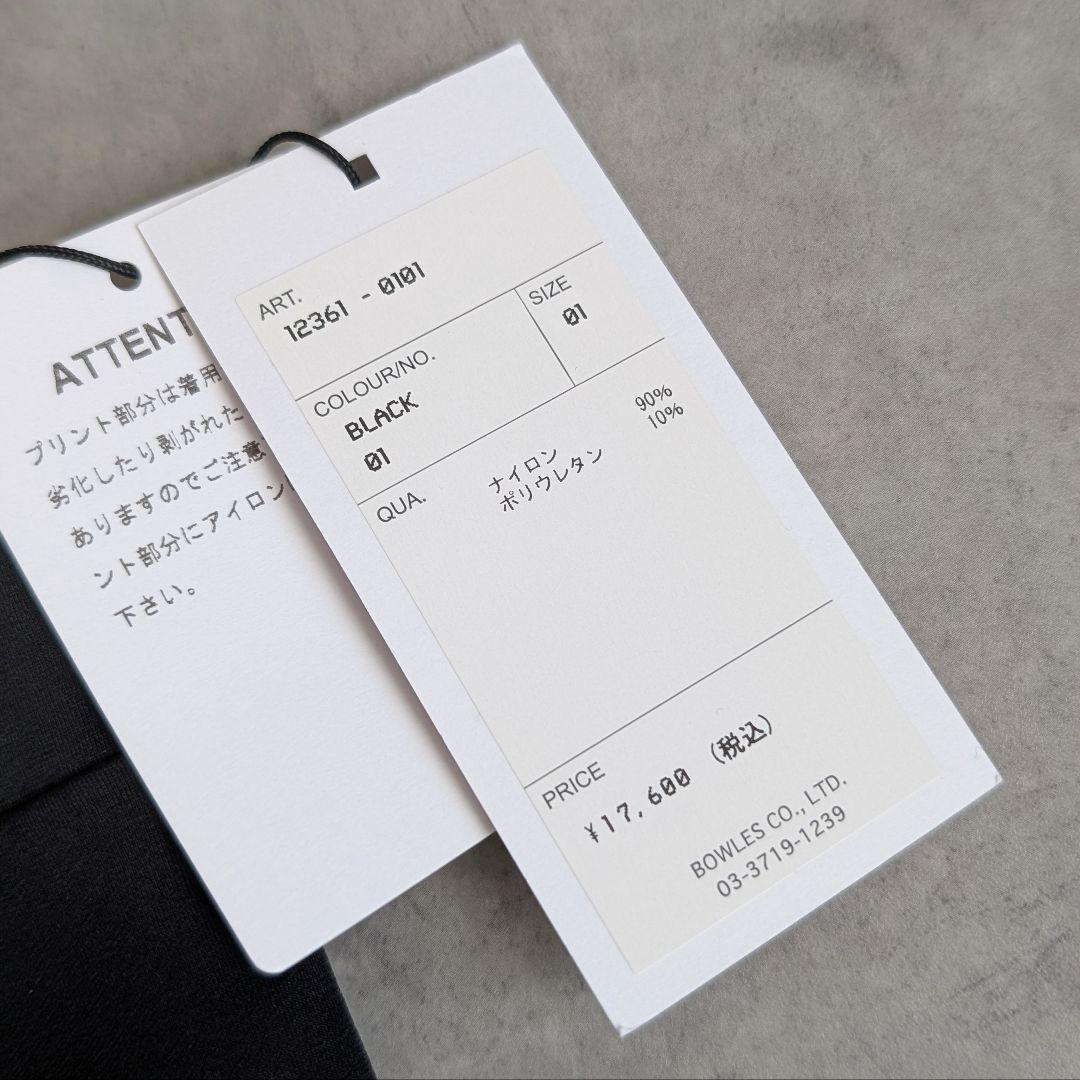 ATTENT
プリント部分は着用
劣化したり剥がれた
ありますのでご注意
ント部分にアイロン
下さい。
ART.
12361 - 0101
COLOUR/NO.
BLACK
01
SIZE
01
QUA.
ナイロン 90%
ポリウレタン 10%
PRICE
¥17,600 (税込)
BOWLES CO., LTD.
03-3719-1239